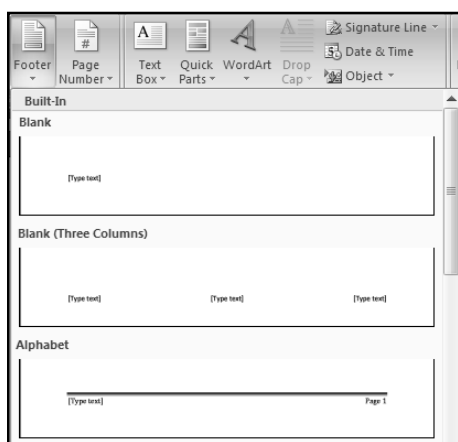 Footer
Page Number
Text Box
Quick Parts
WordArt
Drop Cap
Signature Line
Date & Time
Object
#
A
A
A
5
Built-In
Blank
[Type text]
Blank (Three Columns)
[Type text] [Type text] [Type text]
Alphabet
[Type text] Page 1